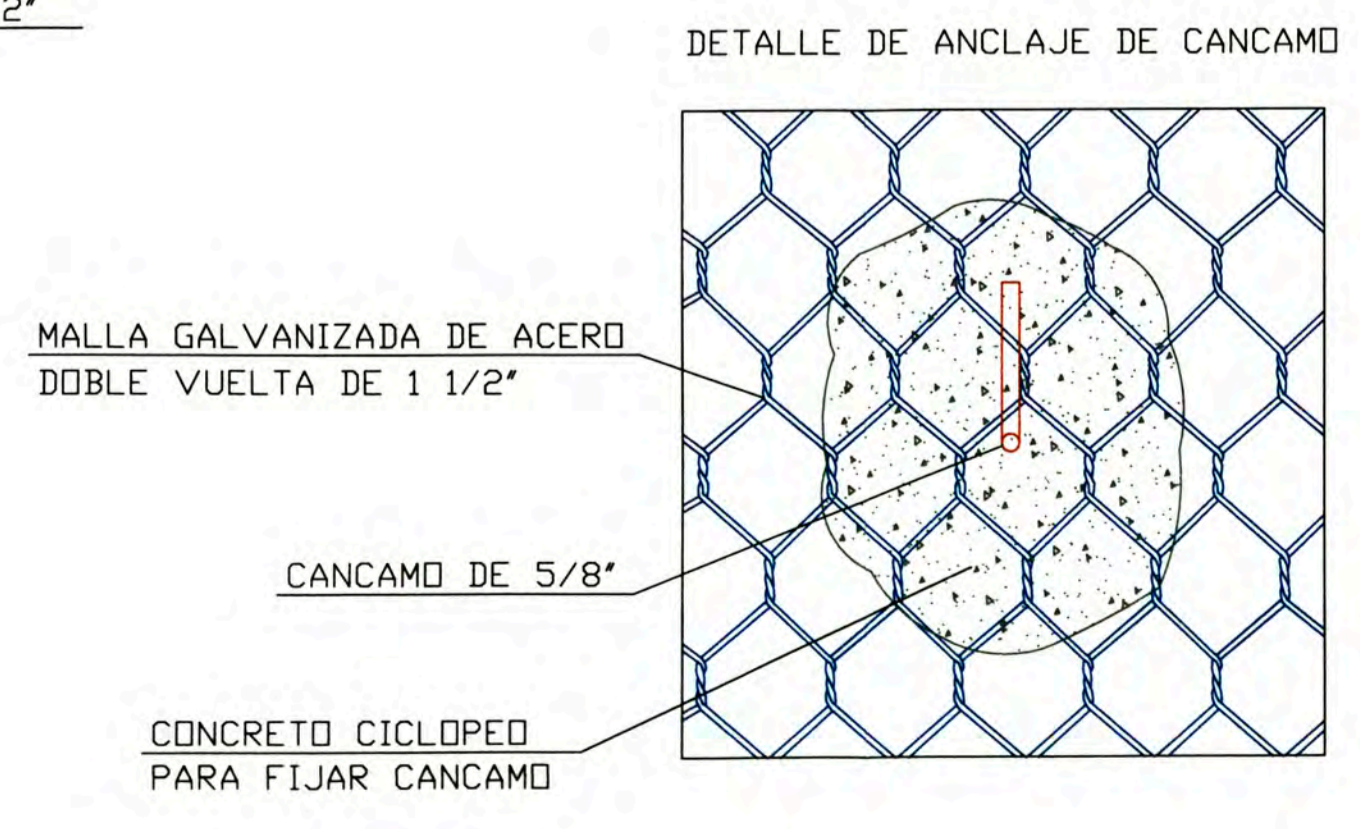 2"
DETALLE DE ANCLAJE DE CANCAMO
MALLA GALVANIZADA DE ACERO
DOBLE VUELTA DE 1 1/2"
CANCAMO DE 5/8"
CONCRETO CICLOPEO
PARA FIJAR CANCAMO